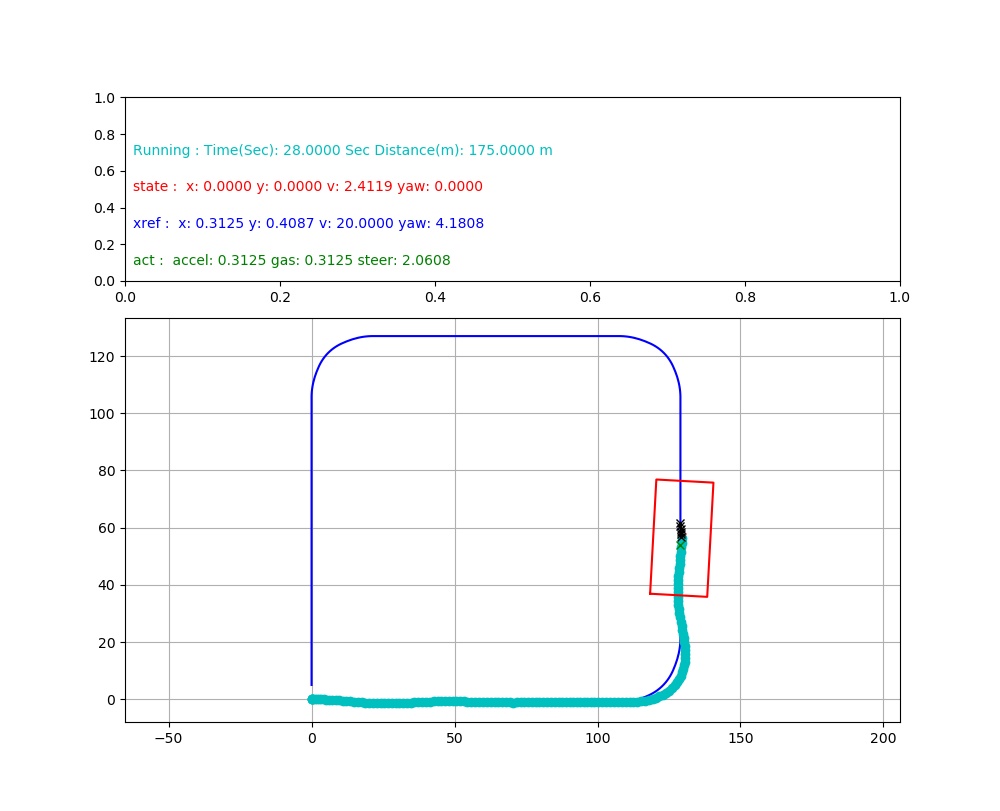 1.0
0.8
0.6
0.4
0.2
0.0
Running : Time(Sec): 28.0000 Sec Distance(m): 175.0000 m
state :  x: 0.0000 y: 0.0000 v: 2.4119 yaw: 0.0000
xref :  x: 0.3125 y: 0.4087 v: 20.0000 yaw: 4.1808
act :  accel: 0.3125 gas: 0.3125 steer: 2.0608
0.0 0.2 0.4 0.6 0.8 1.0
120
100
80
60
40
20
0
−50 0 50 100 150 200